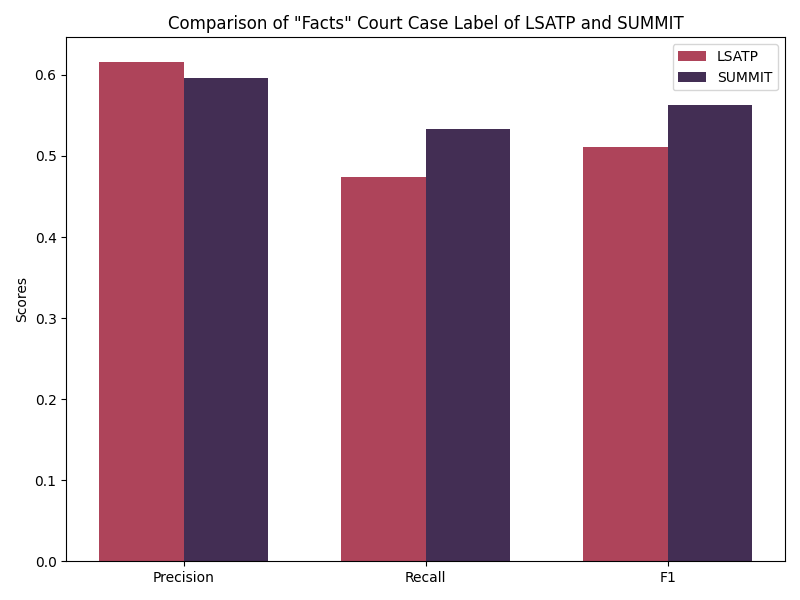 Comparison of "Facts" Court Case Label of LSATP and SUMMIT
LSATP
SUMMIT
Scores
0.6
0.5
0.4
0.3
0.2
0.1
0.0
Precision
Recall
F1